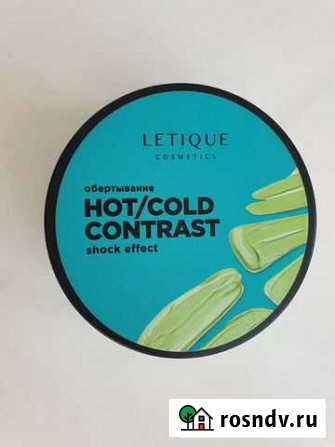 LETIQUE
COSMETICS
обертывание
HOT/COLD
CONTRAST
shock effect
rosndv.ru